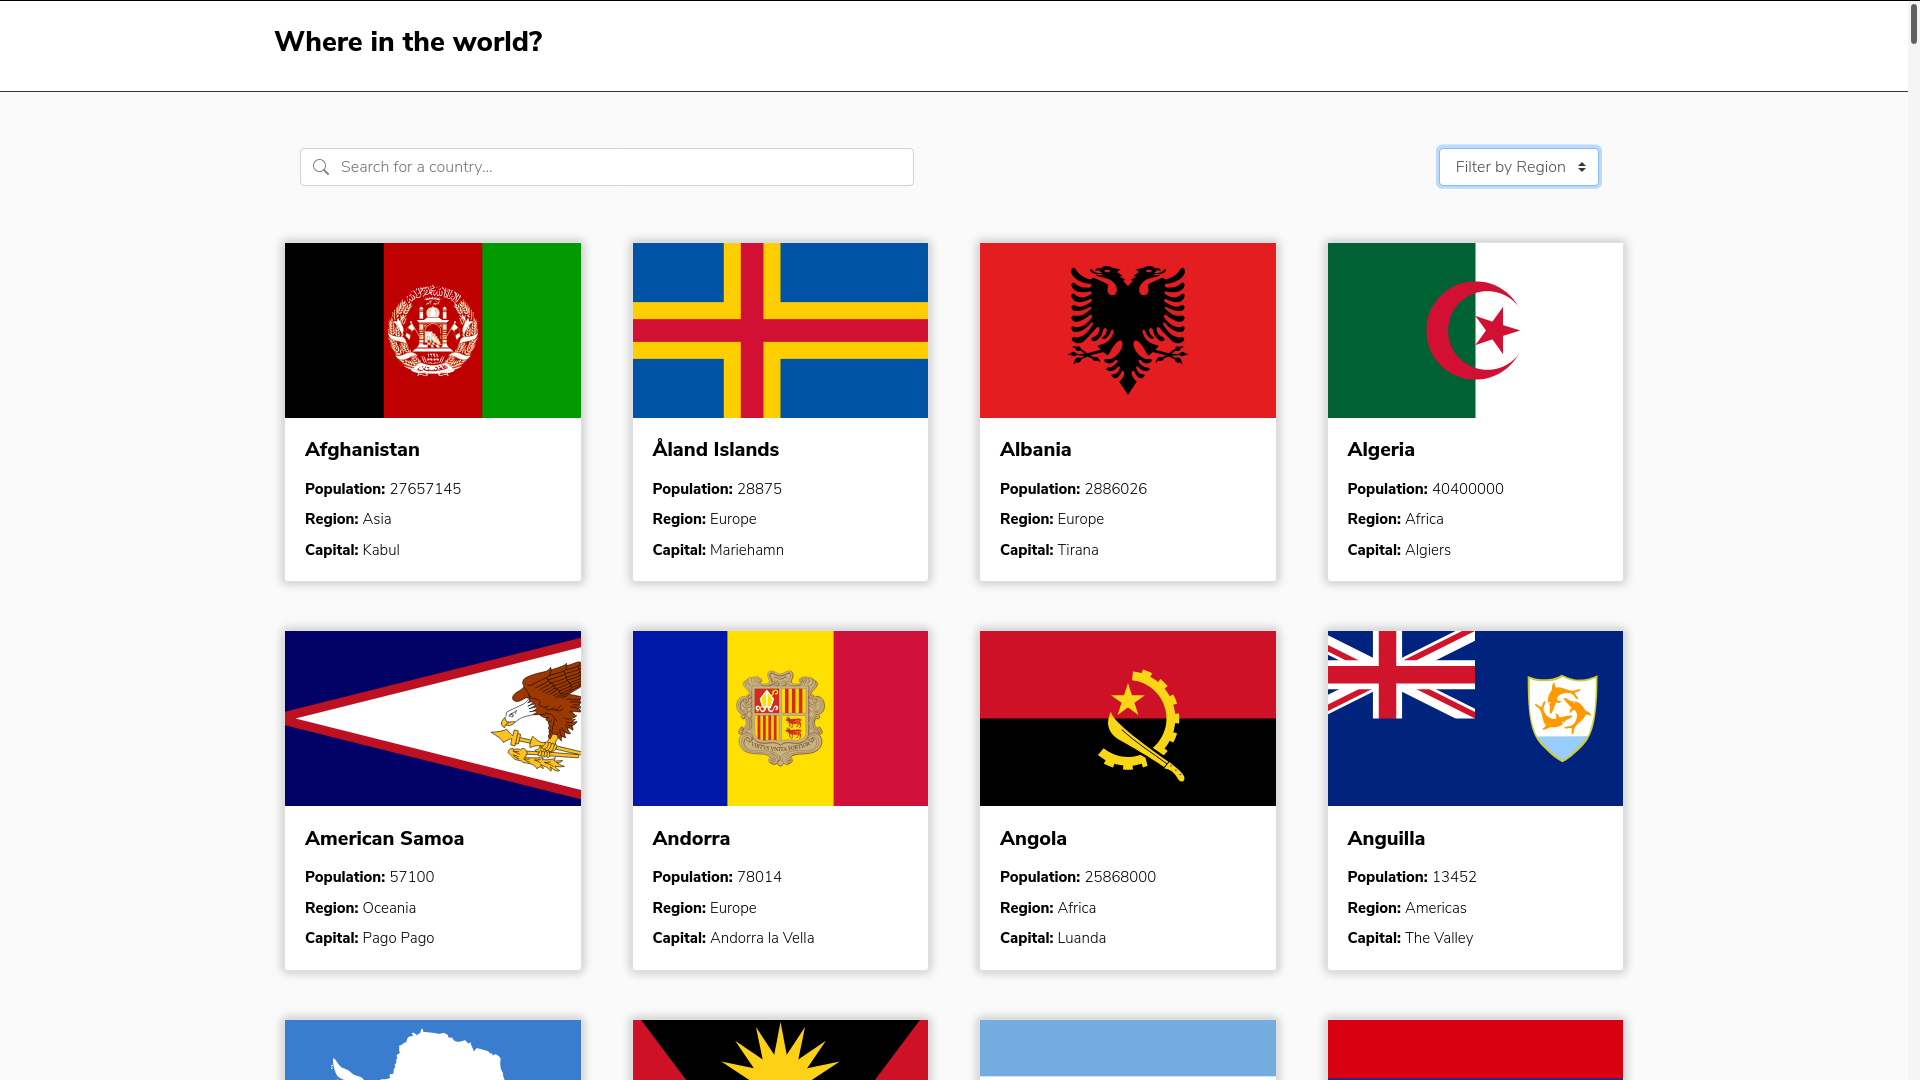 Where in the world?
Search for a country...
Filter by Region
Afghanistan
Population: 27657145
Region: Asia
Capital: Kabul
Åland Islands
Population: 28875
Region: Europe
Capital: Mariehamn
Albania
Population: 2886026
Region: Europe
Capital: Tirana
Algeria
Population: 40400000
Region: Africa
Capital: Algiers
American Samoa
Population: 57100
Region: Oceania
Capital: Pago Pago
Andorra
Population: 78014
Region: Europe
Capital: Andorra la Vella
Angola
Population: 25868000
Region: Africa
Capital: Luanda
Anguilla
Population: 13452
Region: Americas
Capital: The Valley